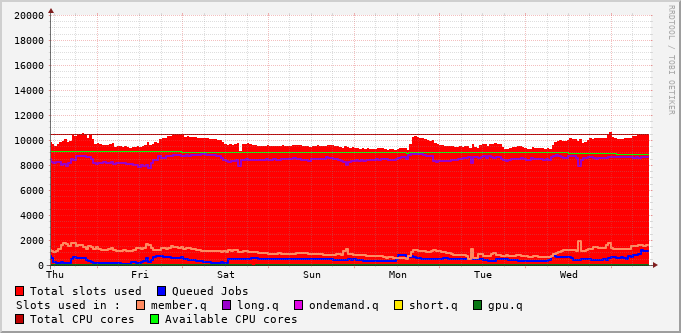 RRDTOOL / TOBI OETIKER
20000
18000
16000
14000
12000
10000
8000
6000
4000
2000
0
Thu Fri Sat Sun Mon Tue Wed
Total slots used Queued Jobs
Slots used in : member.q long.q ondemand.q short.q gpu.q
Total CPU cores Available CPU cores